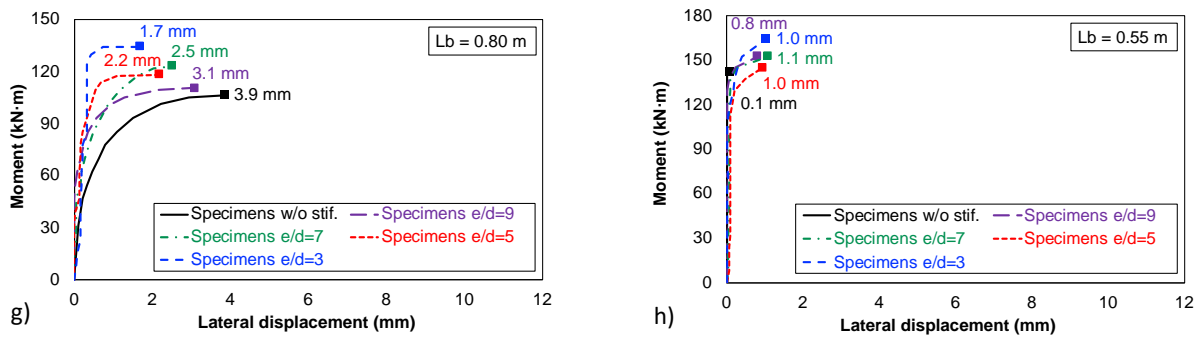 150
120
90
60
30
0
Moment (kN·m)
Lb = 0.80 m
1.7 mm
2.5 mm
2.2 mm
3.1 mm
3.9 mm
Specimens w/o stif.
Specimens e/d=9
Specimens e/d=7
Specimens e/d=5
Specimens e/d=3
0 2 4 6 8 10 12
Lateral displacement (mm)
g)
180
150
120
90
60
30
0
Moment (kN·m)
Lb = 0.55 m
0.8 mm
1.0 mm
1.1 mm
1.0 mm
0.1 mm
Specimens w/o stif.
Specimens e/d=9
Specimens e/d=7
Specimens e/d=5
Specimens e/d=3
0 2 4 6 8 10 12
Lateral displacement (mm)
h)